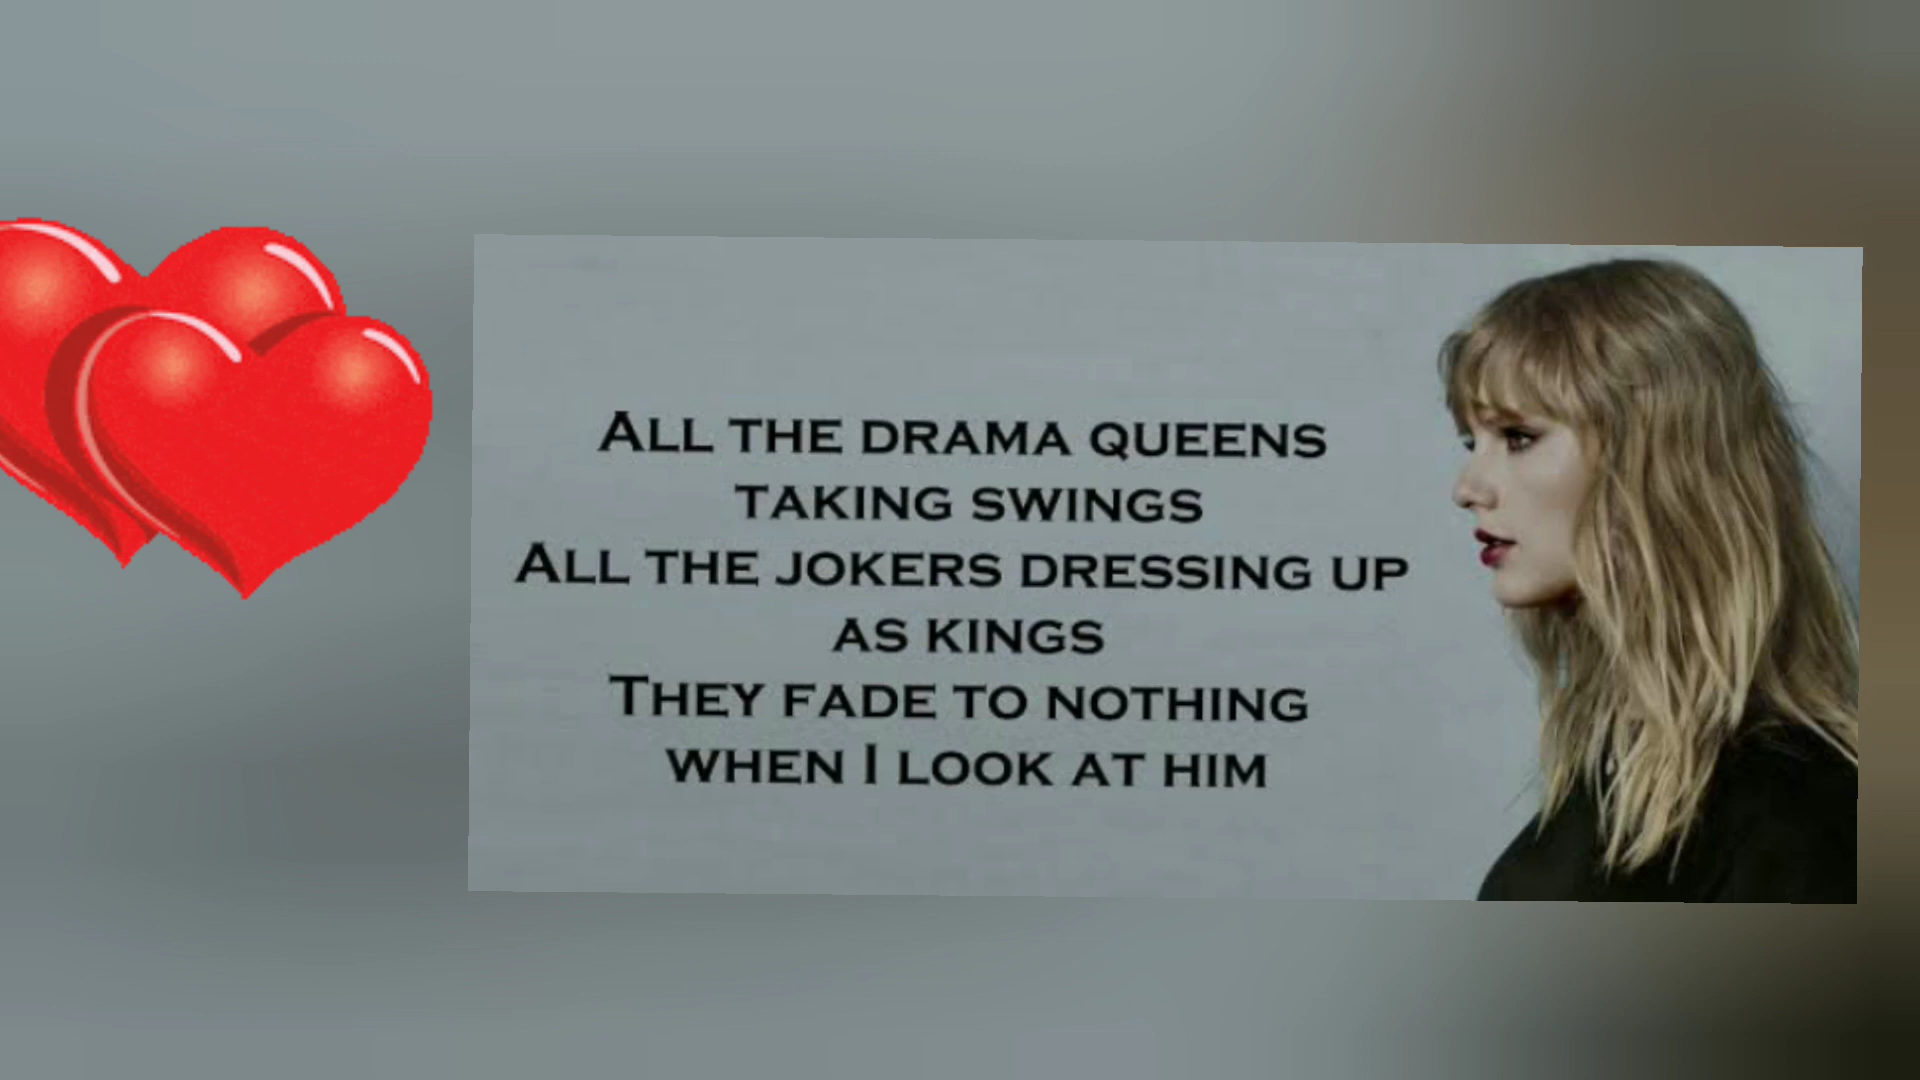 ALL THE DRAMA QUEENS
TAKING SWINGS
ALL THE JOKERS DRESSING UP
AS KINGS
THEY FADE TO NOTHING
WHEN I LOOK AT HIM